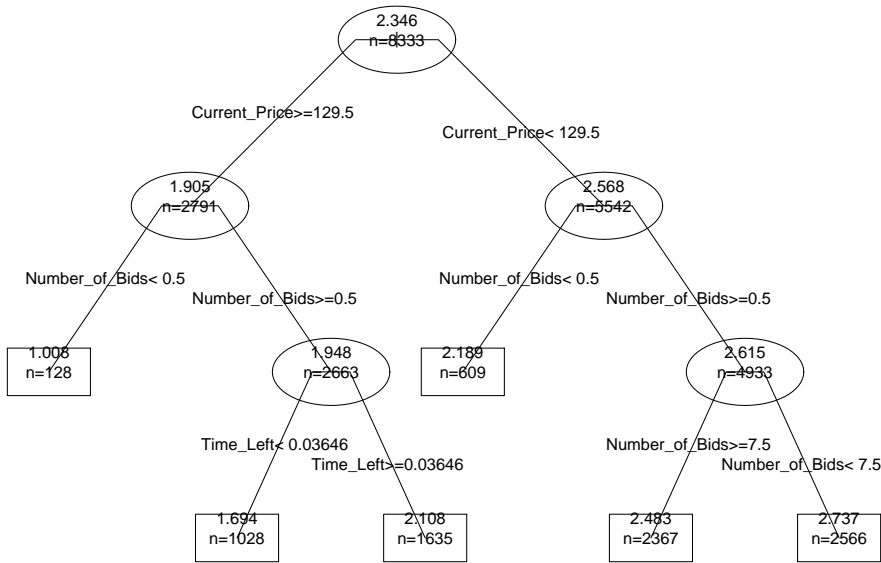 2.346
n=8333
Current_Price>=129.5
Current_Price< 129.5
1.905
n=2791
2.568
n=5542
Number_of_Bids< 0.5
Number_of_Bids>=0.5
Number_of_Bids< 0.5
Number_of_Bids>=0.5
1.008
n=128
1.948
n=2663
2.189
n=609
2.615
n=4933
Time_Left< 0.03646
Time_Left>=0.03646
Number_of_Bids>=7.5
Number_of_Bids< 7.5
1.694
n=1028
2.108
n=1635
2.483
n=2367
2.737
n=2566